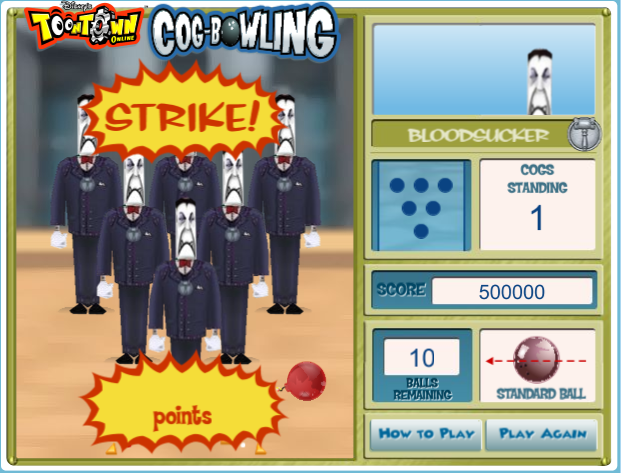 Disney's
TOONTOWN
ONLINE
COG-BOWLING
STRIKE!
points
BLOODSUCKER
COGS
STANDING
1
SCORE 500000
10
BALLS
REMAINING
STANDARD BALL
HOW TO PLAY
PLAY AGAIN